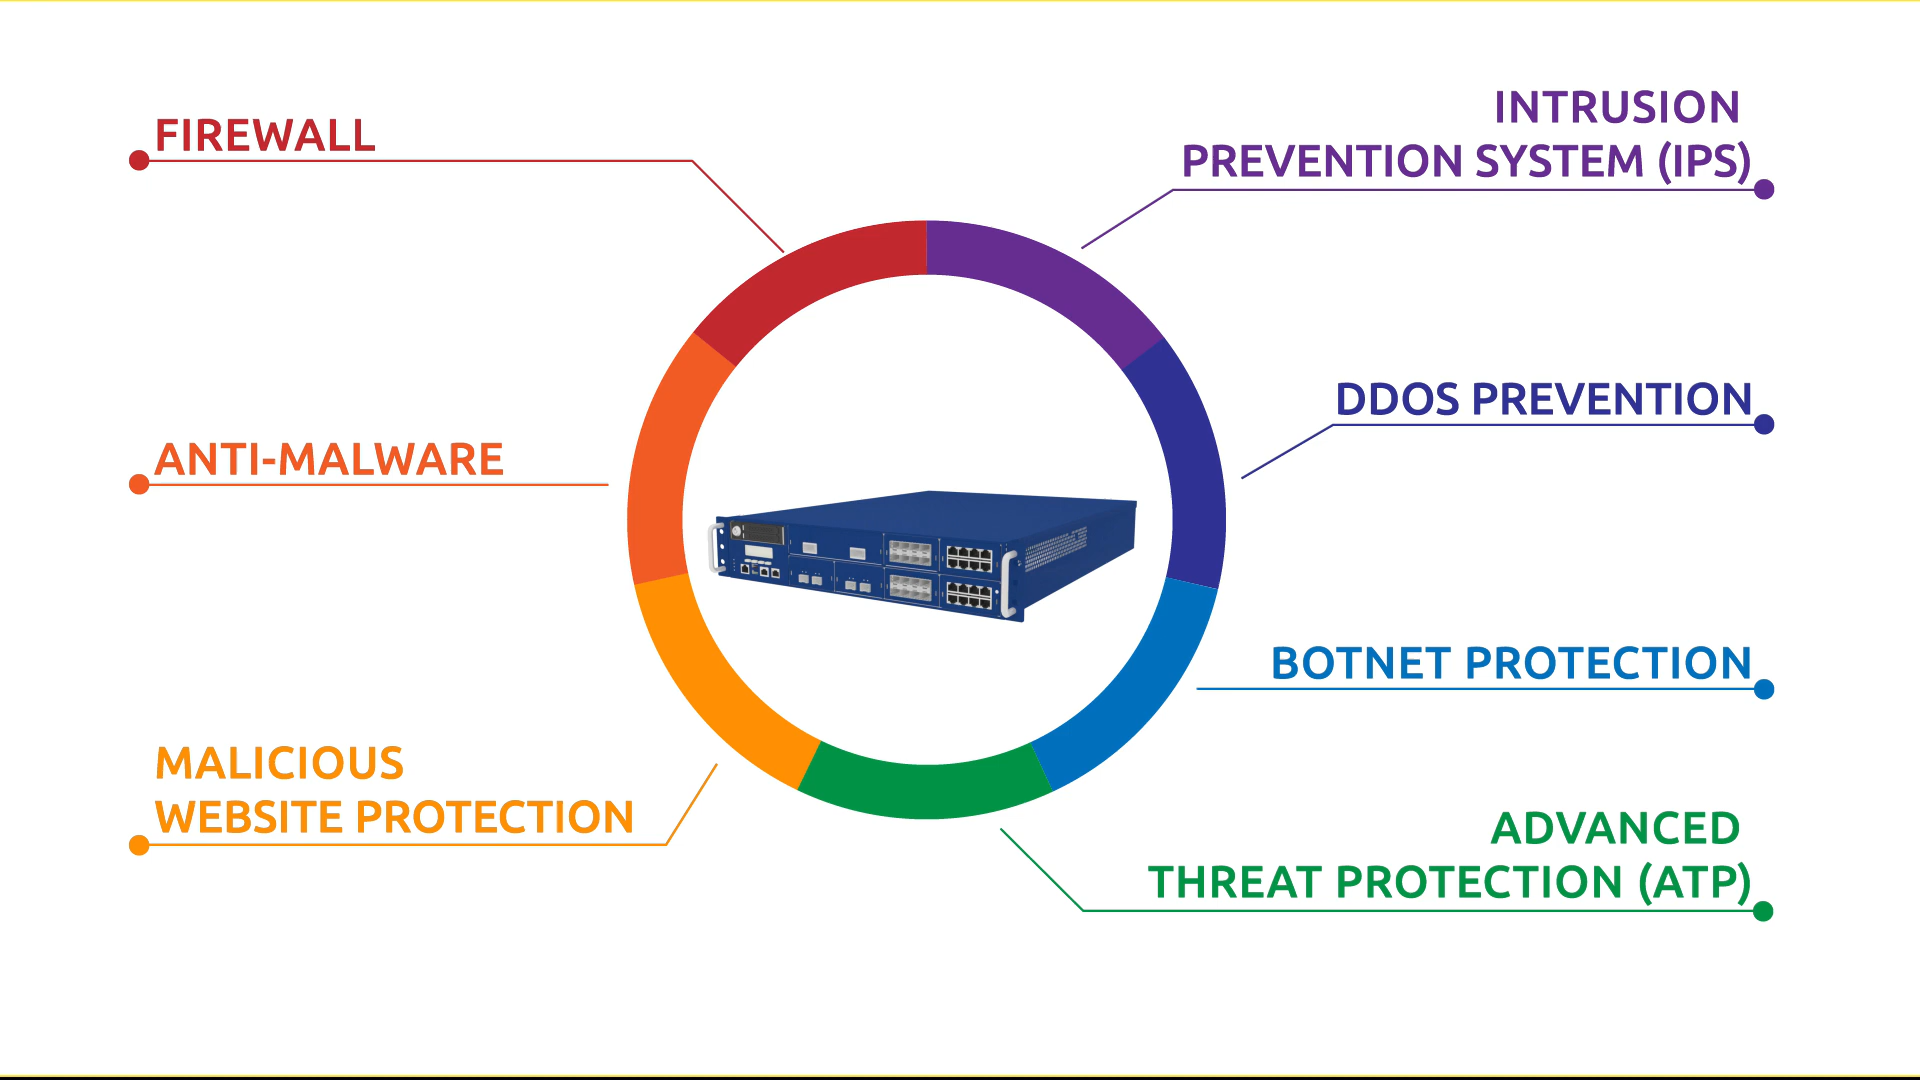 FIREWALL
ANTI-MALWARE
MALICIOUS
WEBSITE PROTECTION
INTRUSION
PREVENTION SYSTEM (IPS)
DDOS PREVENTION
BOTNET PROTECTION
ADVANCED
THREAT PROTECTION (ATP)